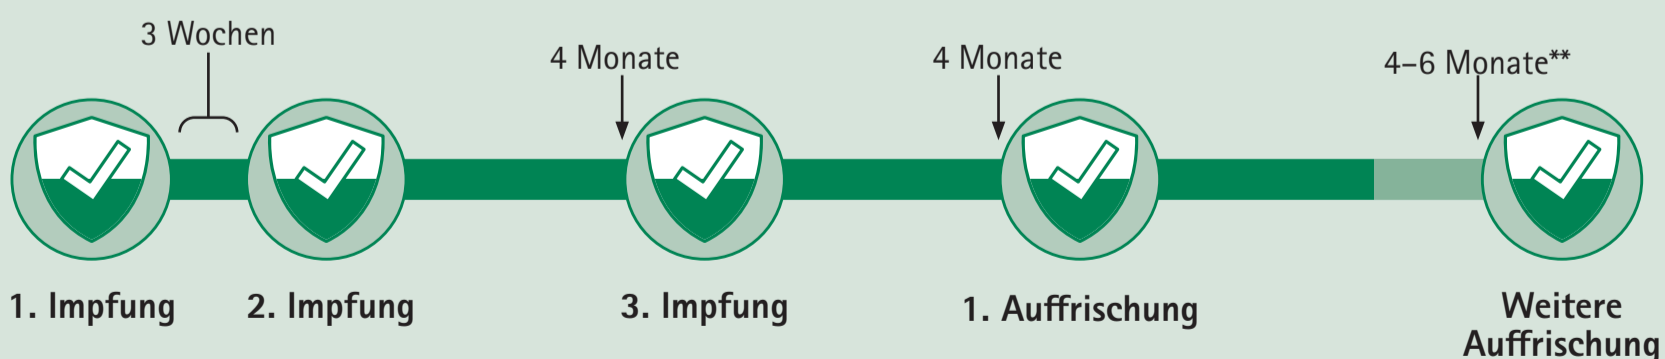 3 Wochen
4 Monate
4 Monate
4–6 Monate**
1. Impfung
2. Impfung
3. Impfung
1. Auffrischung
Weitere
Auffrischung